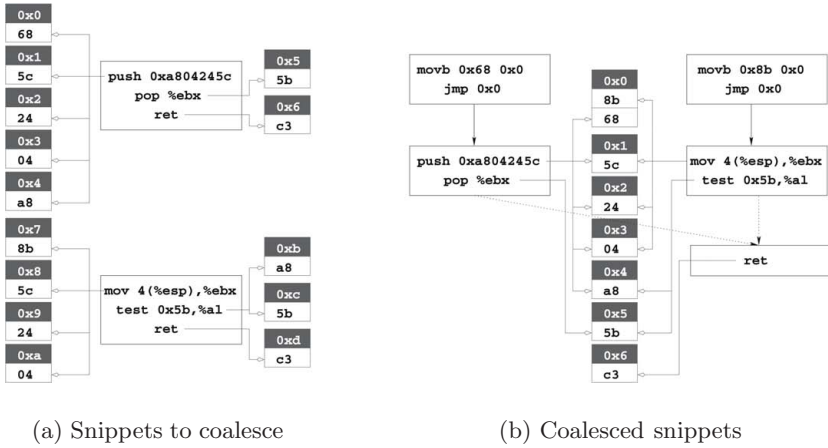 0x0
68
0x1
5c
0x2
24
0x3
04
0x4
a8
push 0xa804245c
pop %ebx
ret
0x5
5b
0x6
c3
0x7
8b
0x8
5c
0x9
24
0xa
04
mov 4(%esp),%ebx
test 0x5b,%al
ret
0xb
a8
0xc
5b
0xd
c3
(a) Snippets to coalesce
movb 0x68 0x0
jmp 0x0
push 0xa804245c
pop %ebx
0x0
8b
68
0x1
5c
0x2
24
0x3
04
0x4
a8
0x5
5b
0x6
c3
movb 0x8b 0x0
jmp 0x0
mov 4(%esp),%ebx
test 0x5b,%al
ret
(b) Coalesced snippets